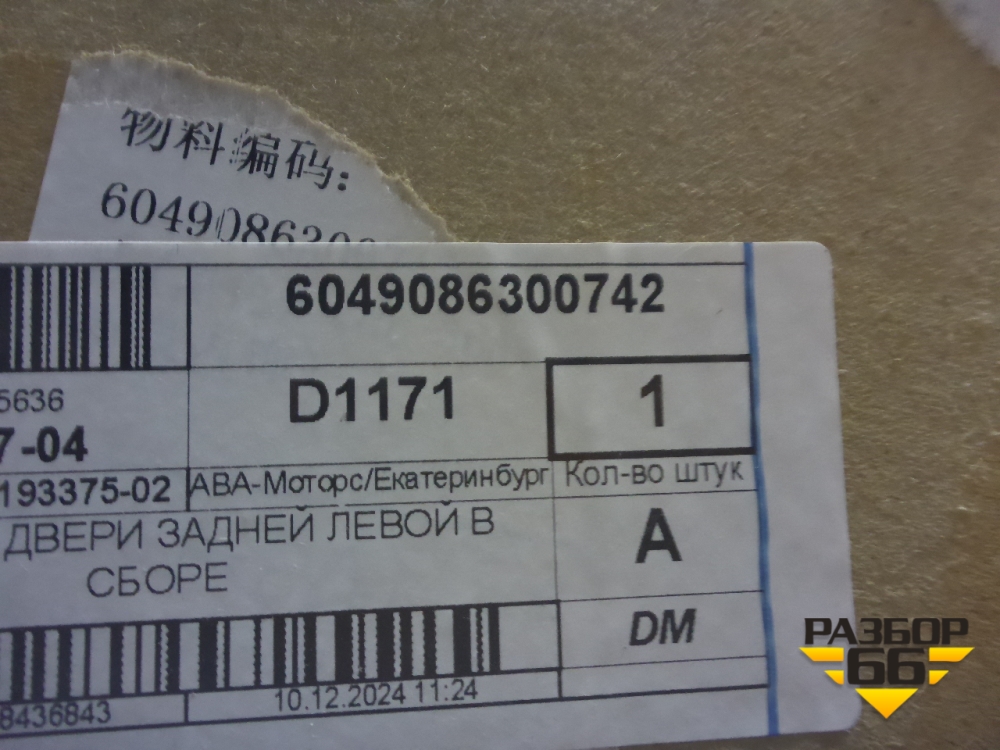 物料编码:
6049086300
6049086300742
5636
D1171
1
7-04
193375-02
АВА-Моторс/Екатеринбург
Кол-во штук
ДВЕРИ ЗАДНЕЙ ЛЕВОЙ В
СБОРЕ
A
DM
10.12.2024 11:24
8436843
РАЗБОР
66